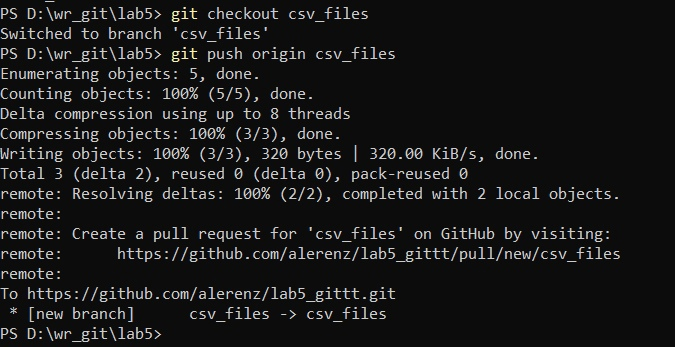 PS D:\wr_git\lab5> git checkout csv_files
Switched to branch 'csv_files'
PS D:\wr_git\lab5> git push origin csv_files
Enumerating objects: 5, done.
Counting objects: 100% (5/5), done.
Delta compression using up to 8 threads
Compressing objects: 100% (3/3), done.
Writing objects: 100% (3/3), 320 bytes | 320.00 KiB/s, done.
Total 3 (delta 2), reused 0 (delta 0), pack-reused 0
remote: Resolving deltas: 100% (2/2), completed with 2 local objects.
remote:
remote: Create a pull request for 'csv_files' on GitHub by visiting:
remote:      https://github.com/alerenz/lab5_gittt/pull/new/csv_files
remote:
To https://github.com/alerenz/lab5_gittt.git
 * [new branch]      csv_files -> csv_files
PS D:\wr_git\lab5>